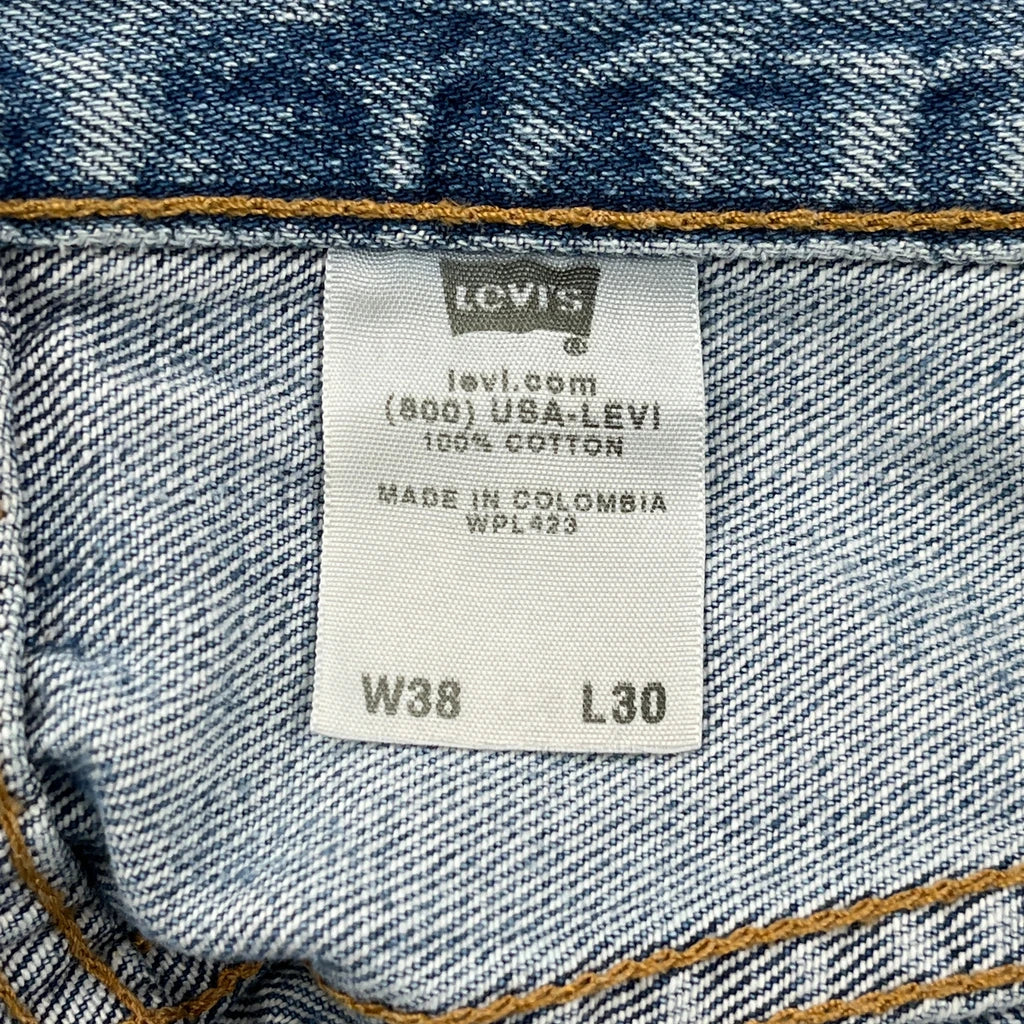 LEVI'S
®
levi.com
(800) USA-LEVI
100% COTTON
MADE IN COLOMBIA
WPL423
W38 L30